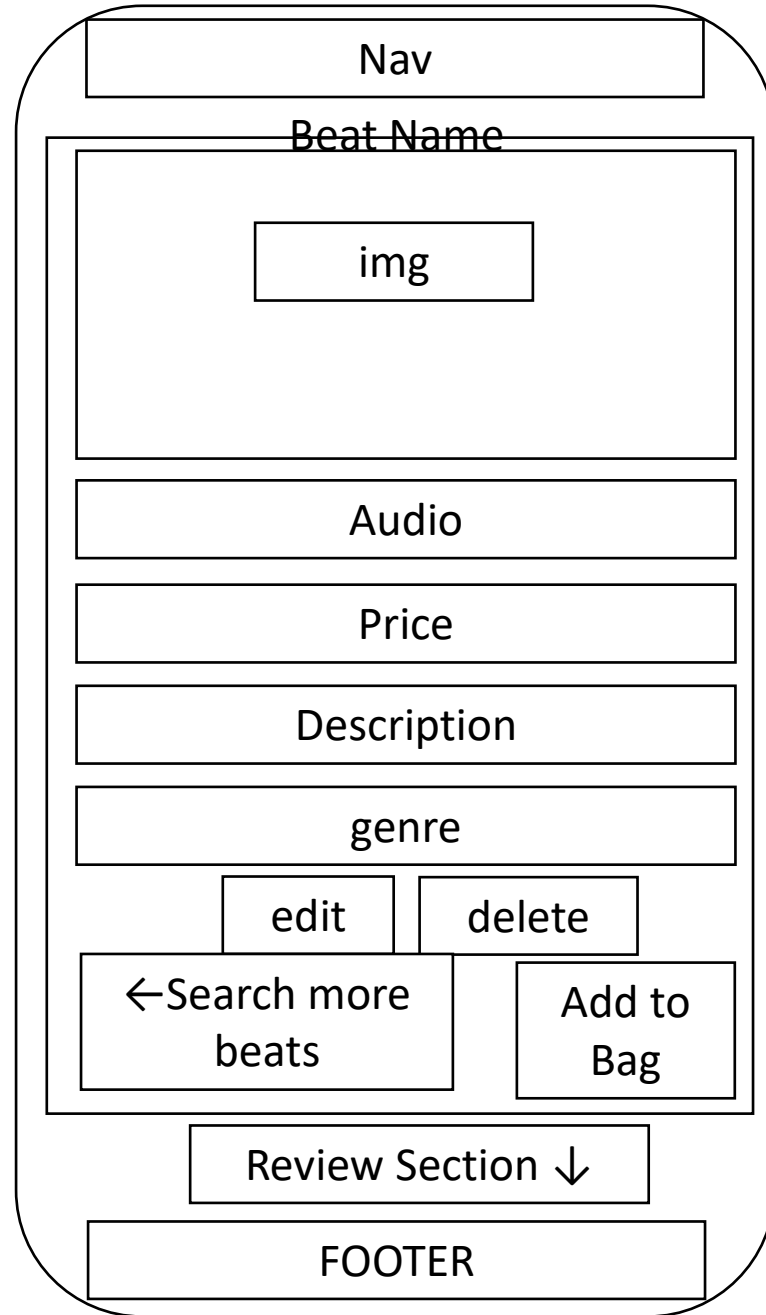 Nav
Beat Name
img
Audio
Price
Description
genre
edit
delete
←Search more
beats
Add to
Bag
Review Section ↓
FOOTER